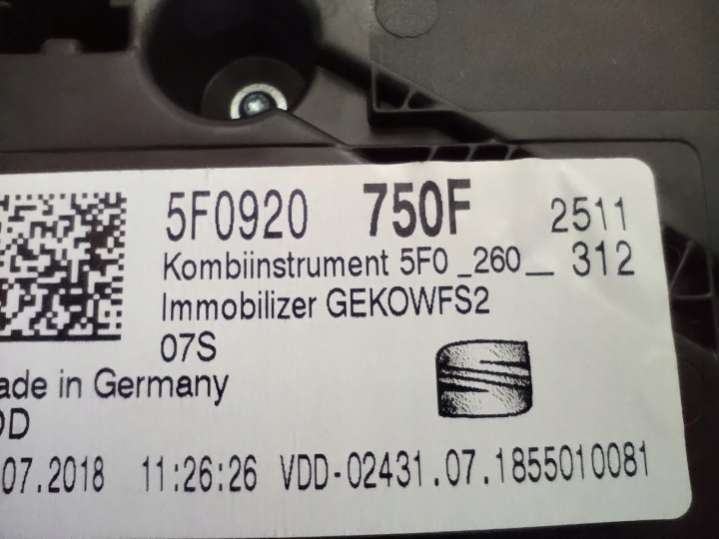 5F0920 750F 2511
Kombiinstrument 5F0 _260__ 312
Immobilizer GEKOWFS2
07S
ade in Germany
07.2018 11:26:26 VDD-02431.07.1855010081